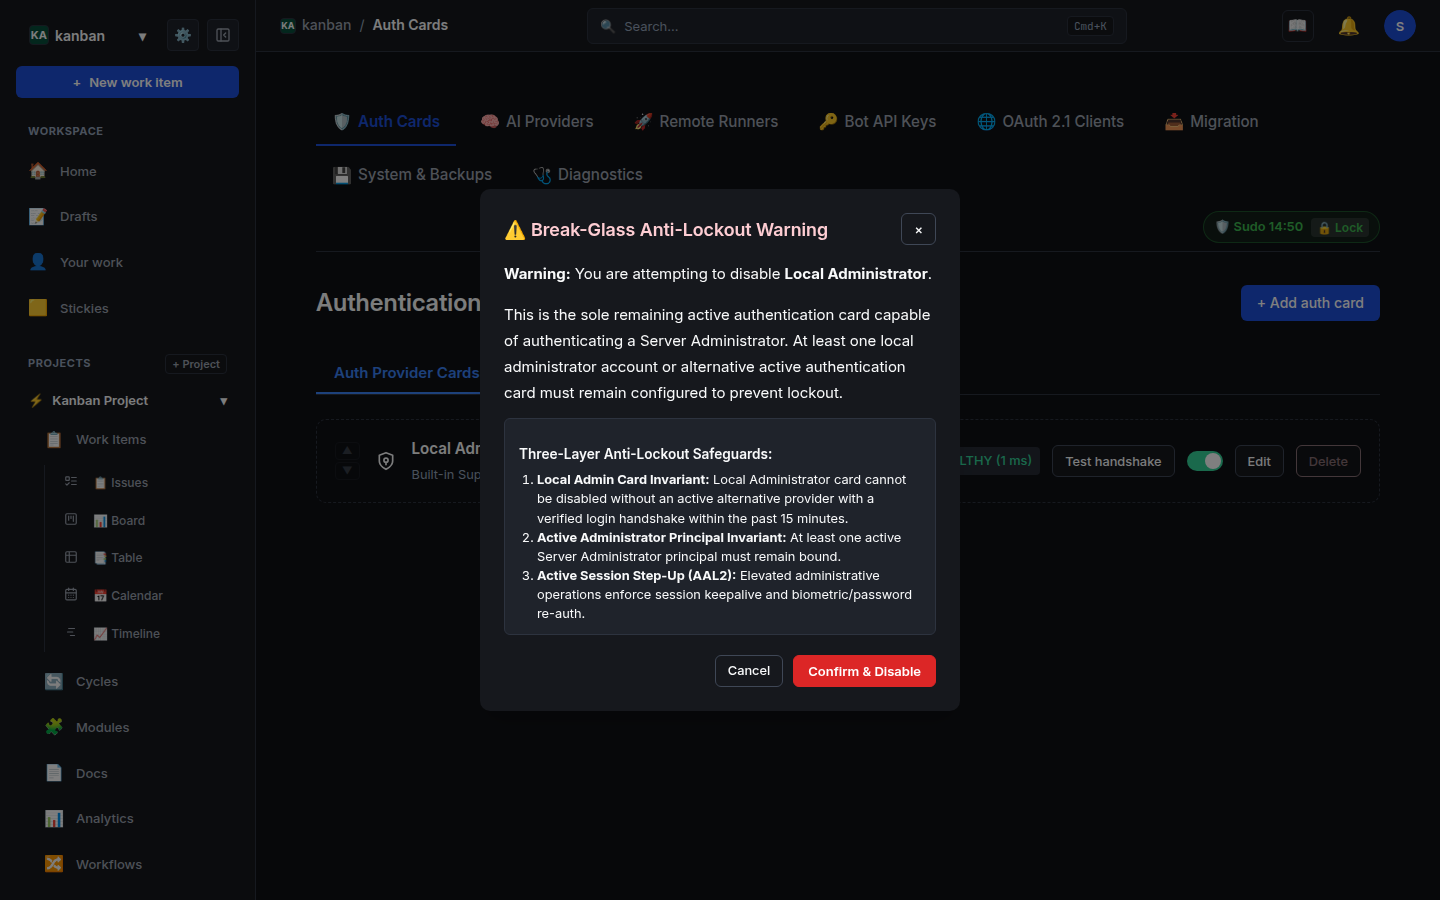 KA kanban
kanban / Auth Cards
Search...
Cmd+K
S
+ New work item
WORKSPACE
Home
Drafts
Your work
Stickies
PROJECTS
+ Project
Kanban Project
Work Items
Issues
Board
Table
Calendar
Timeline
Cycles
Modules
Docs
Analytics
Workflows
Auth Cards
AI Providers
Remote Runners
Bot API Keys
OAuth 2.1 Clients
Migration
System & Backups
Diagnostics
Sudo 14:50
Lock
Authentication
+ Add auth card
Auth Provider Cards
Local Adr
Built-in Sup
LTHY (1 ms)
Test handshake
Edit
Delete
Break-Glass Anti-Lockout Warning
×
Warning: You are attempting to disable Local Administrator.
This is the sole remaining active authentication card capable
of authenticating a Server Administrator. At least one local
administrator account or alternative active authentication
card must remain configured to prevent lockout.
Three-Layer Anti-Lockout Safeguards:
1. Local Admin Card Invariant: Local Administrator card cannot
be disabled without an active alternative provider with a
verified login handshake within the past 15 minutes.
2. Active Administrator Principal Invariant: At least one active
Server Administrator principal must remain bound.
3. Active Session Step-Up (AAL2): Elevated administrative
operations enforce session keepalive and biometric/password
re-auth.
Cancel
Confirm & Disable